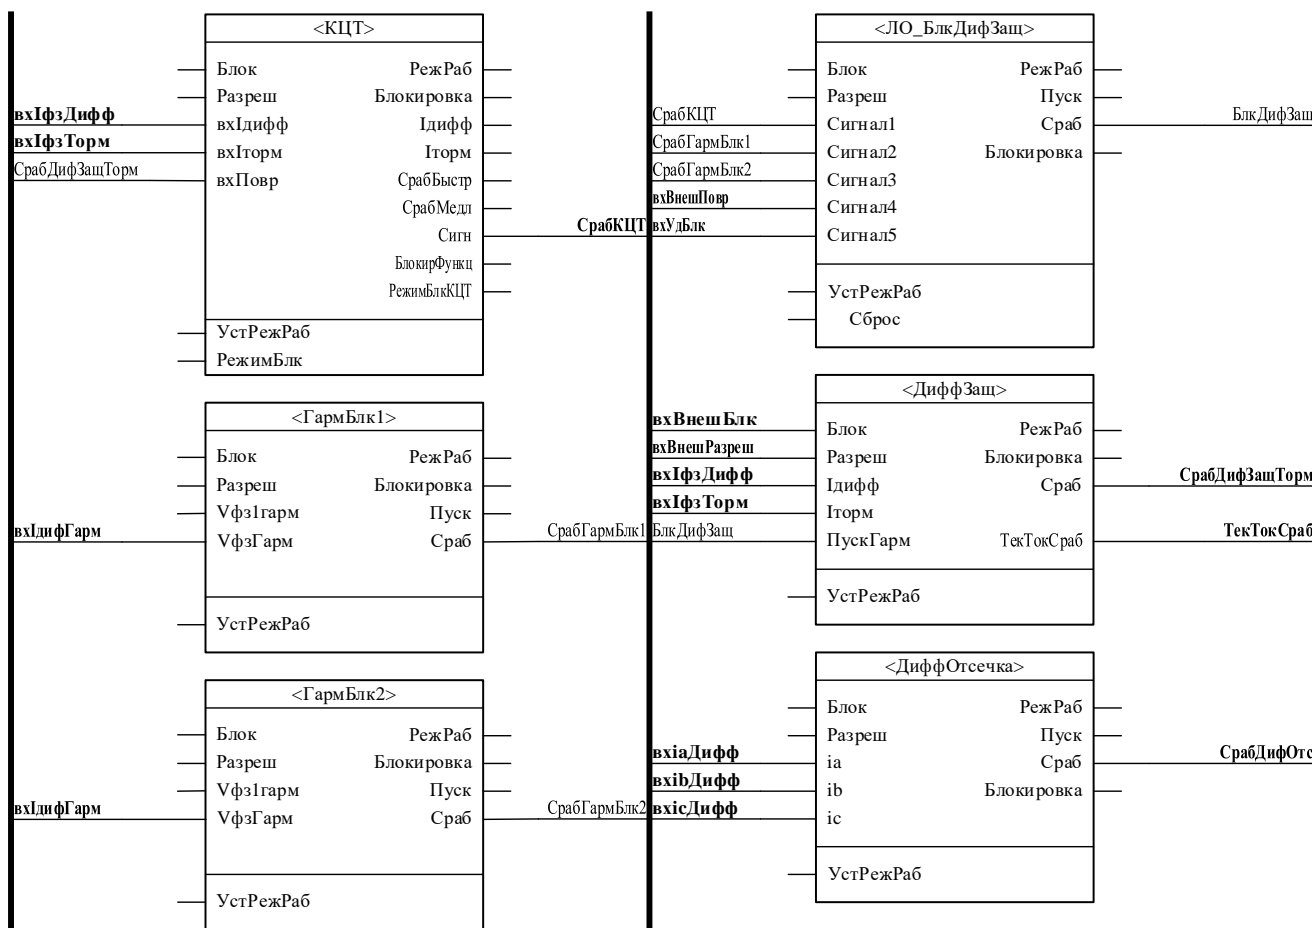 <КЦТ>
Блок РежРаб
Разреш Блокировка
вхIфзДифф вхIдифф Iдифф
вхIфзТорм вхIторм Iторм
СрабДифЗащТорм вхПовр СрабБыстр
СрабМедл
Сигн СрабКЦТ
БлокирФункц
РежимБлкКЦТ
УстРежРаб
РежимБлк
<ГармБлк1>
Блок РежРаб
Разреш Блокировка
Vфз1гарм Пуск
вхIдифГарм VфзГарм Сраб СрабГармБлк1
УстРежРаб
<ГармБлк2>
Блок РежРаб
Разреш Блокировка
Vфз1гарм Пуск
вхIдифГарм VфзГарм Сраб СрабГармБлк2
УстРежРаб
<ЛО_БлкДифЗащ>
Блок РежРаб
Разреш Пуск
СрабКЦТ Сигнал1 Сраб БлкДифЗащ
СрабГармБлк1 Сигнал2 Блокировка
СрабГармБлк2 Сигнал3
вхВнешПовр Сигнал4
вхУдБлк Сигнал5
УстРежРаб
Сброс
<ДиффЗащ>
вхВнешБлк Блок РежРаб
вхВнешРазреш Разреш Блокировка
вхIфзДифф Iдифф Сраб СрабДифЗащТорм
вхIфзТорм Iторм
БлкДифЗащ ПускГарм ТекТокСраб ТекТокСраб
УстРежРаб
<ДиффОтсечка>
Блок РежРаб
Разреш Пуск
вхiaДифф ia Сраб СрабДифОтс
вхibДифф ib Блокировка
вхicДифф ic
УстРежРаб